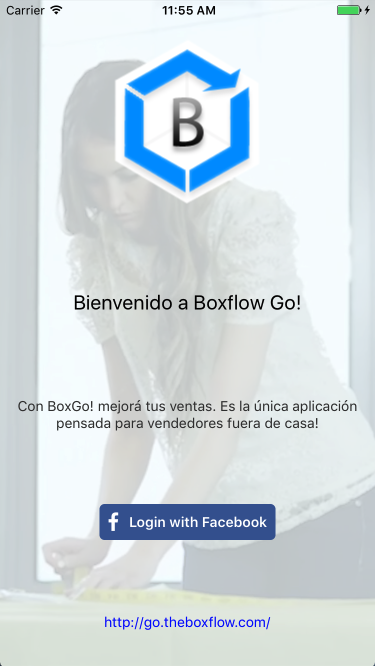 Carrier 11:55 AM
B
Bienvenido a Boxflow Go!
Con BoxGo! mejorá tus ventas. Es la única aplicación
pensada para vendedores fuera de casa!
f Login with Facebook
http://go.theboxflow.com/